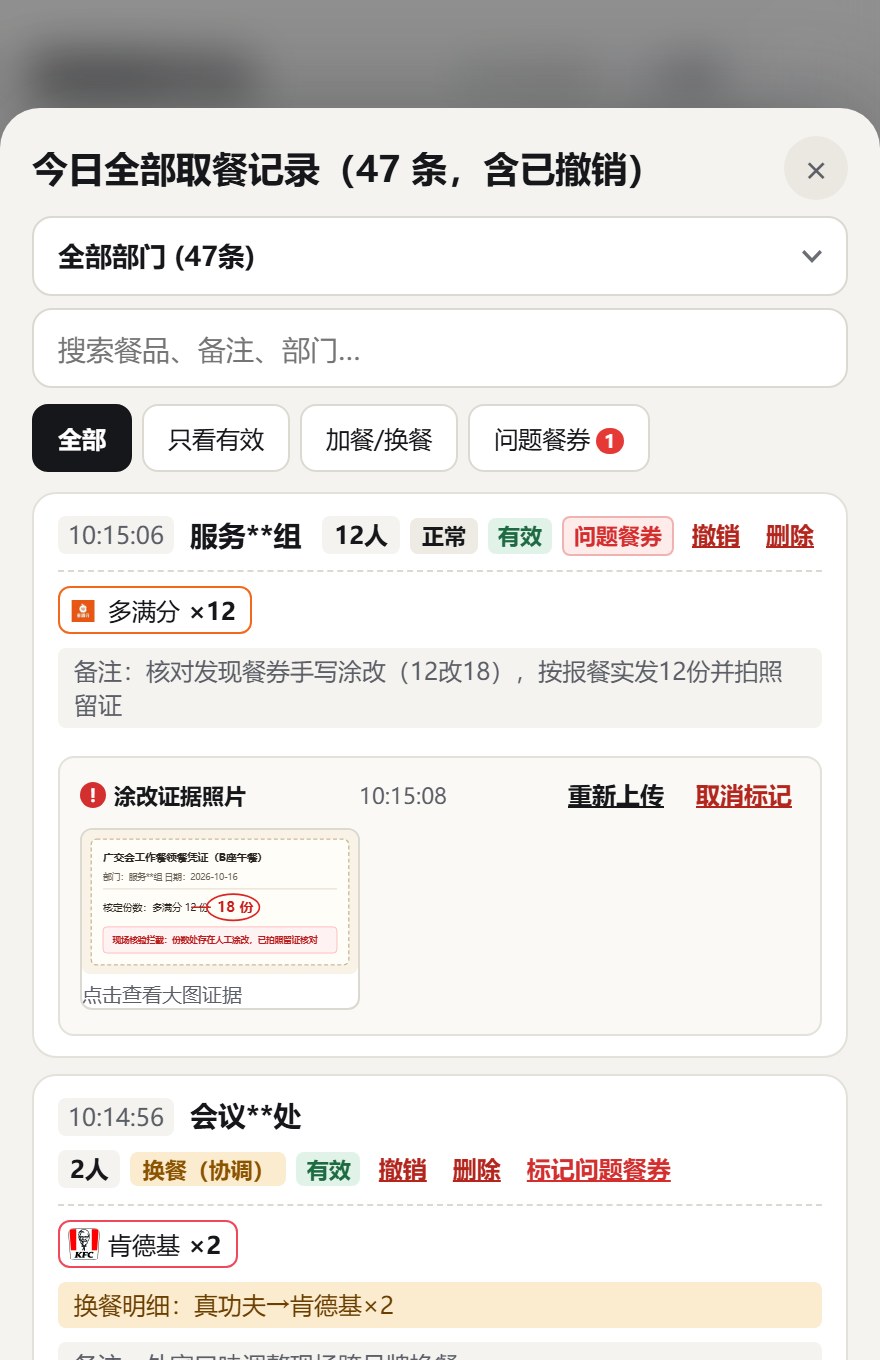 今日全部取餐记录（47 条，含已撤销）
×
全部部门 (47条)
搜索餐品、备注、部门...
全部 只看有效 加餐/换餐 问题餐券 1
10:15:06 服务**组 12人 正常 有效 问题餐券 撤销 删除
多满分 ×12
备注：核对发现餐券手写涂改（12改18），按报餐实发12份并拍照
留证
! 涂改证据照片 10:15:08 重新上传 取消标记
广交会工作餐领餐凭证（B座午餐）
部门：服务**组 日期：2026-10-16
核定份数：多满分 12 份 18 份
现场核验拦截：份数处存在人工涂改，已拍照留证核对
点击查看大图证据
10:14:56 会议**处
2人 换餐（协调） 有效 撤销 删除 标记问题餐券
KFC 肯德基 ×2
换餐明细：真功夫→肯德基×2